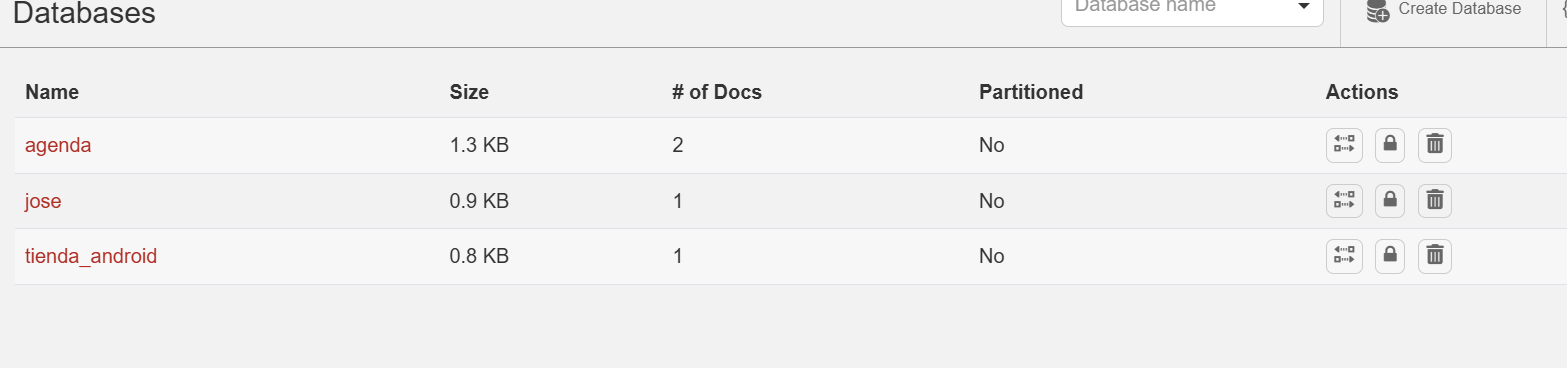 Databases
Database name
Create Database
Name Size # of Docs Partitioned Actions
agenda 1.3 KB 2 No
jose 0.9 KB 1 No
tienda_android 0.8 KB 1 No